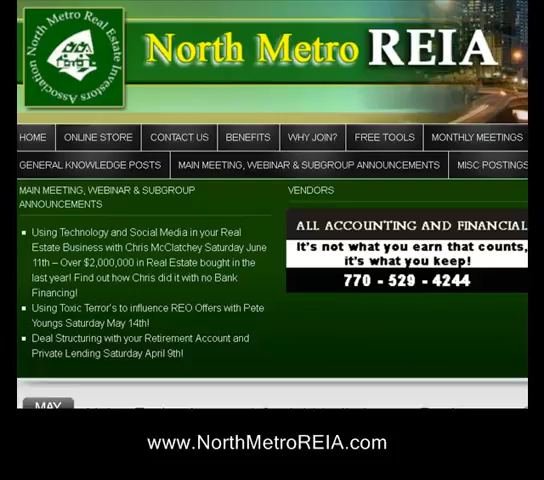 North Metro Real Estate Investors Association
North Metro REIA
HOME
ONLINE STORE
CONTACT US
BENEFITS
WHY JOIN?
FREE TOOLS
MONTHLY MEETINGS
GENERAL KNOWLEDGE POSTS
MAIN MEETING, WEBINAR & SUBGROUP ANNOUNCEMENTS
MISC POSTINGS
MAIN MEETING, WEBINAR & SUBGROUP
ANNOUNCEMENTS
Using Technology and Social Media in your Real
Estate Business with Chris McClatchey Saturday June
11th – Over $2,000,000 in Real Estate bought in the
last year! Find out how Chris did it with no Bank
Financing!
Using Toxic Terror's to influence REO Offers with Pete
Youngs Saturday May 14th!
Deal Structuring with your Retirement Account and
Private Lending Saturday April 9th!
VENDORS
ALL ACCOUNTING AND FINANCIAL
It's not what you earn that counts,
it's what you keep!
770 - 529 - 4244
MAY
www.NorthMetroREIA.com